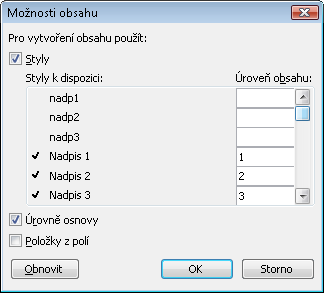 Možnosti obsahu
Pro vytvoření obsahu použít:
Styly
Styly k dispozici: Úroveň obsahu:
nadp1
nadp2
nadp3
Nadpis 1 1
Nadpis 2 2
Nadpis 3 3
Úrovně osnovy
Položky z polí
Obnovit OK Storno